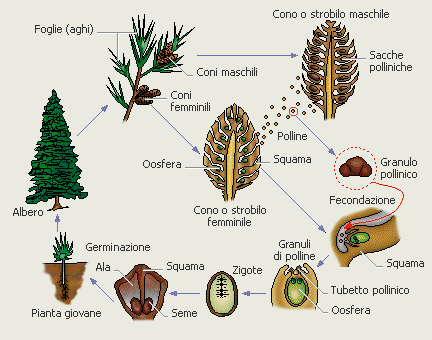 Cono o strobilo maschile
Foglie (aghi)
Sacche
polliniche
Coni maschili
Coni
femminili
Polline
Oosfera
Squama
Granulo
pollinico
Fecondazione
Albero
Cono o strobilo
femminile
Germinazione
Granuli
di polline
Ala
Squama
Zigote
Squama
Tubetto pollinico
Pianta giovane
Seme
Oosfera